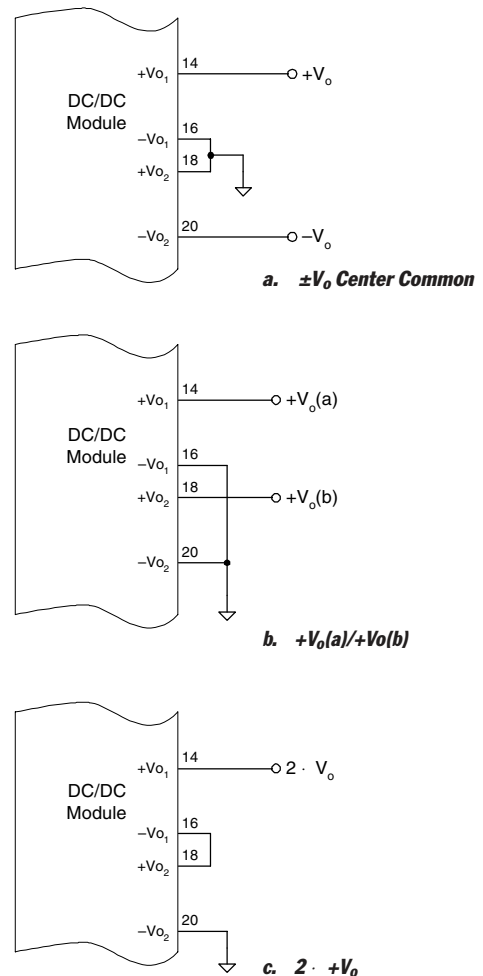 14
+Vo1 +Vo
DC/DC
Module
16
−Vo1
18
+Vo2
20
−Vo2 −Vo
a. ±Vo Center Common
14
+Vo1 +Vo(a)
DC/DC
Module
16
−Vo1
18
+Vo2 +Vo(b)
20
−Vo2
b. +Vo(a)/+Vo(b)
14
+Vo1 2 · Vo
DC/DC
Module
16
−Vo1
18
+Vo2
20
−Vo2
c. 2 · +Vo